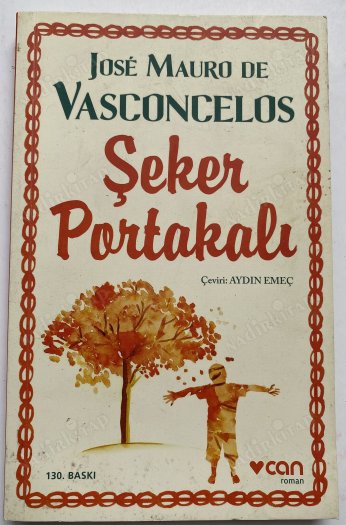 JOSÉ MAURO DE
VASCONCELOS
Şeker
Portakalı
Çeviri: AYDIN EMEÇ
130. BASKI
can
roman